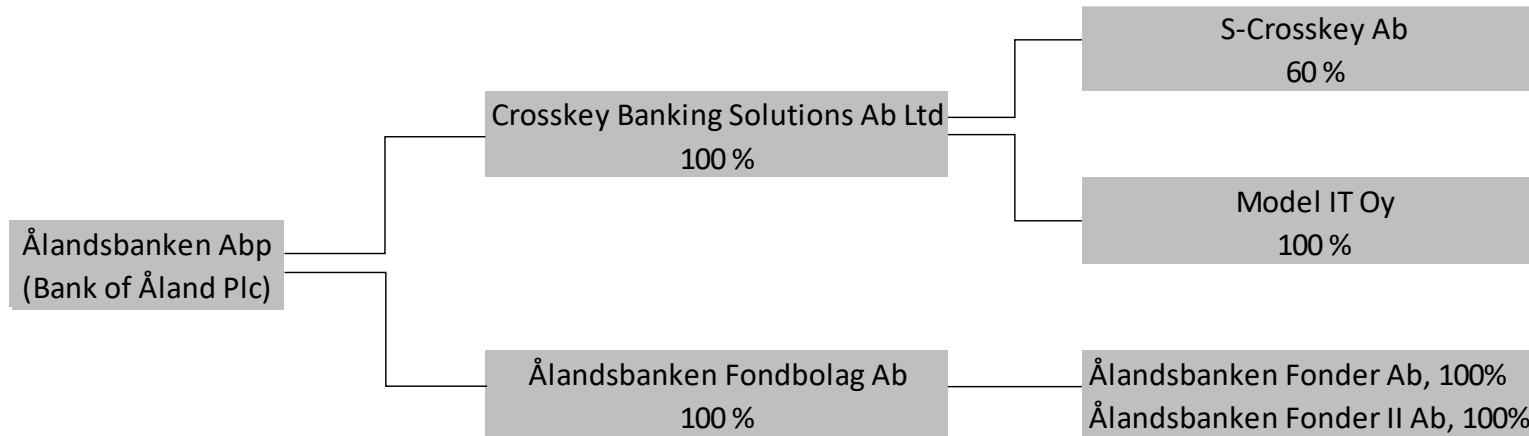 Ålandsbanken Abp
(Bank of Åland Plc)
Crosskey Banking Solutions Ab Ltd
100 %
S-Crosskey Ab
60 %
Model IT Oy
100 %
Ålandsbanken Fondbolag Ab
100 %
Ålandsbanken Fonder Ab, 100%
Ålandsbanken Fonder II Ab, 100%